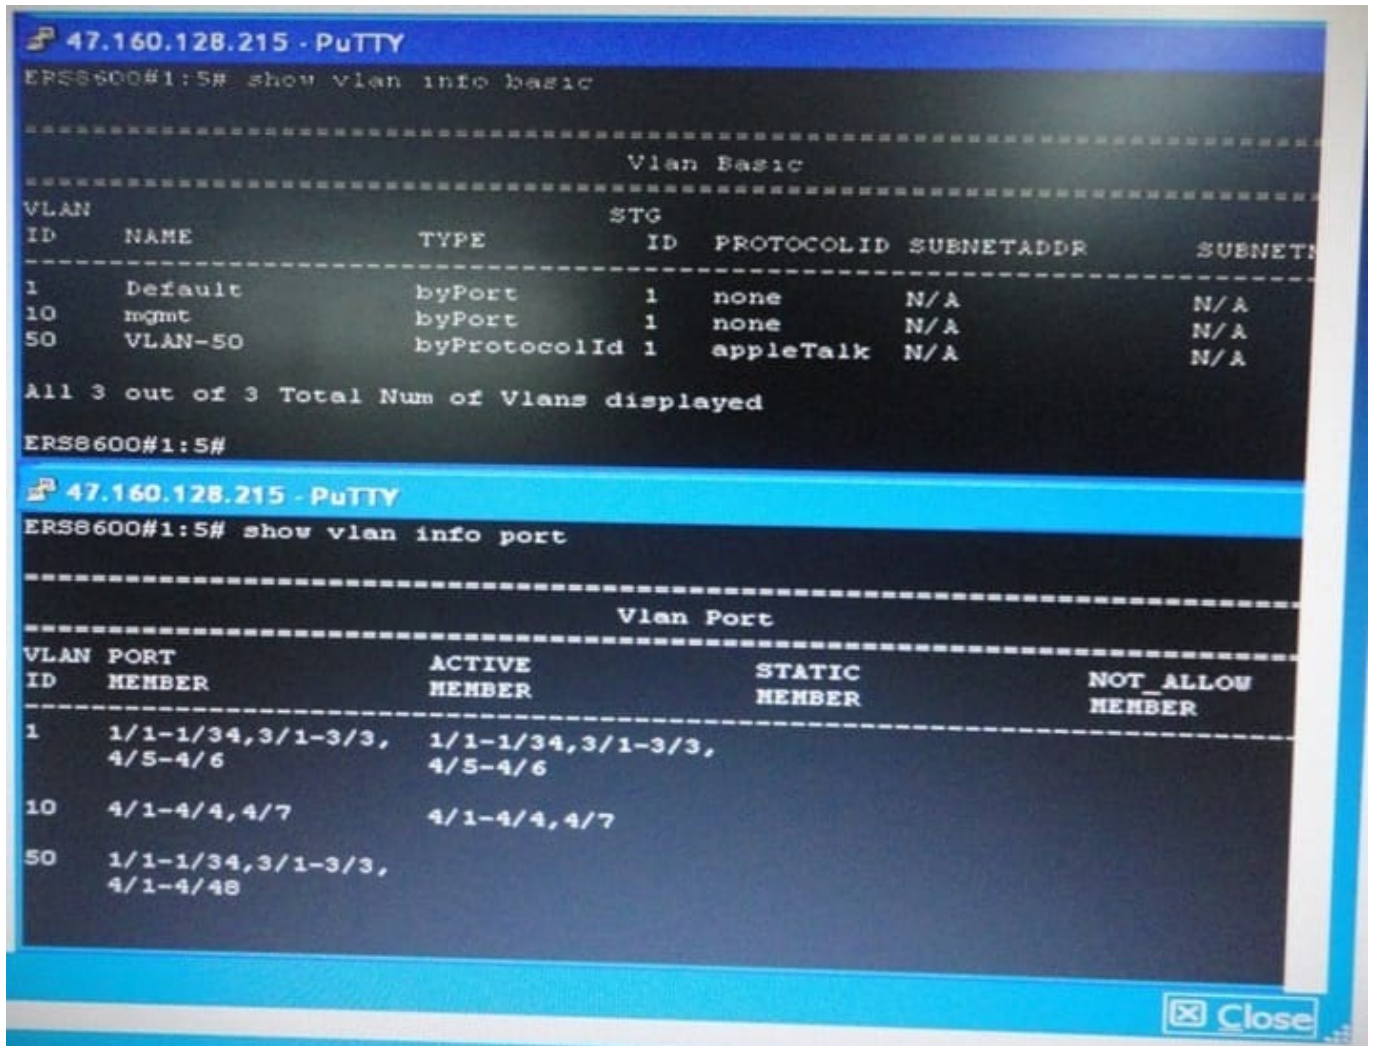 47.160.128.215 - PuTTY
ERS8600#1:5# show vlan info basic
================================================================================
Vlan Basic
================================================================================
VLAN STG
ID NAME TYPE ID PROTOCOLID SUBNETADDR SUBNETM
--------------------------------------------------------------------------------
1 Default byPort 1 none N/A N/A
10 mgmt byPort 1 none N/A N/A
50 VLAN-50 byProtocolId 1 appleTalk N/A N/A
All 3 out of 3 Total Num of Vlans displayed
ERS8600#1:5#
47.160.128.215 - PuTTY
ERS8600#1:5# show vlan info port
================================================================================
Vlan Port
================================================================================
VLAN PORT ACTIVE STATIC NOT_ALLOW
ID MEMBER MEMBER MEMBER MEMBER
--------------------------------------------------------------------------------
1 1/1-1/34,3/1-3/3, 1/1-1/34,3/1-3/3,
4/5-4/6 4/5-4/6
10 4/1-4/4,4/7 4/1-4/4,4/7
50 1/1-1/34,3/1-3/3,
4/1-4/48
Close